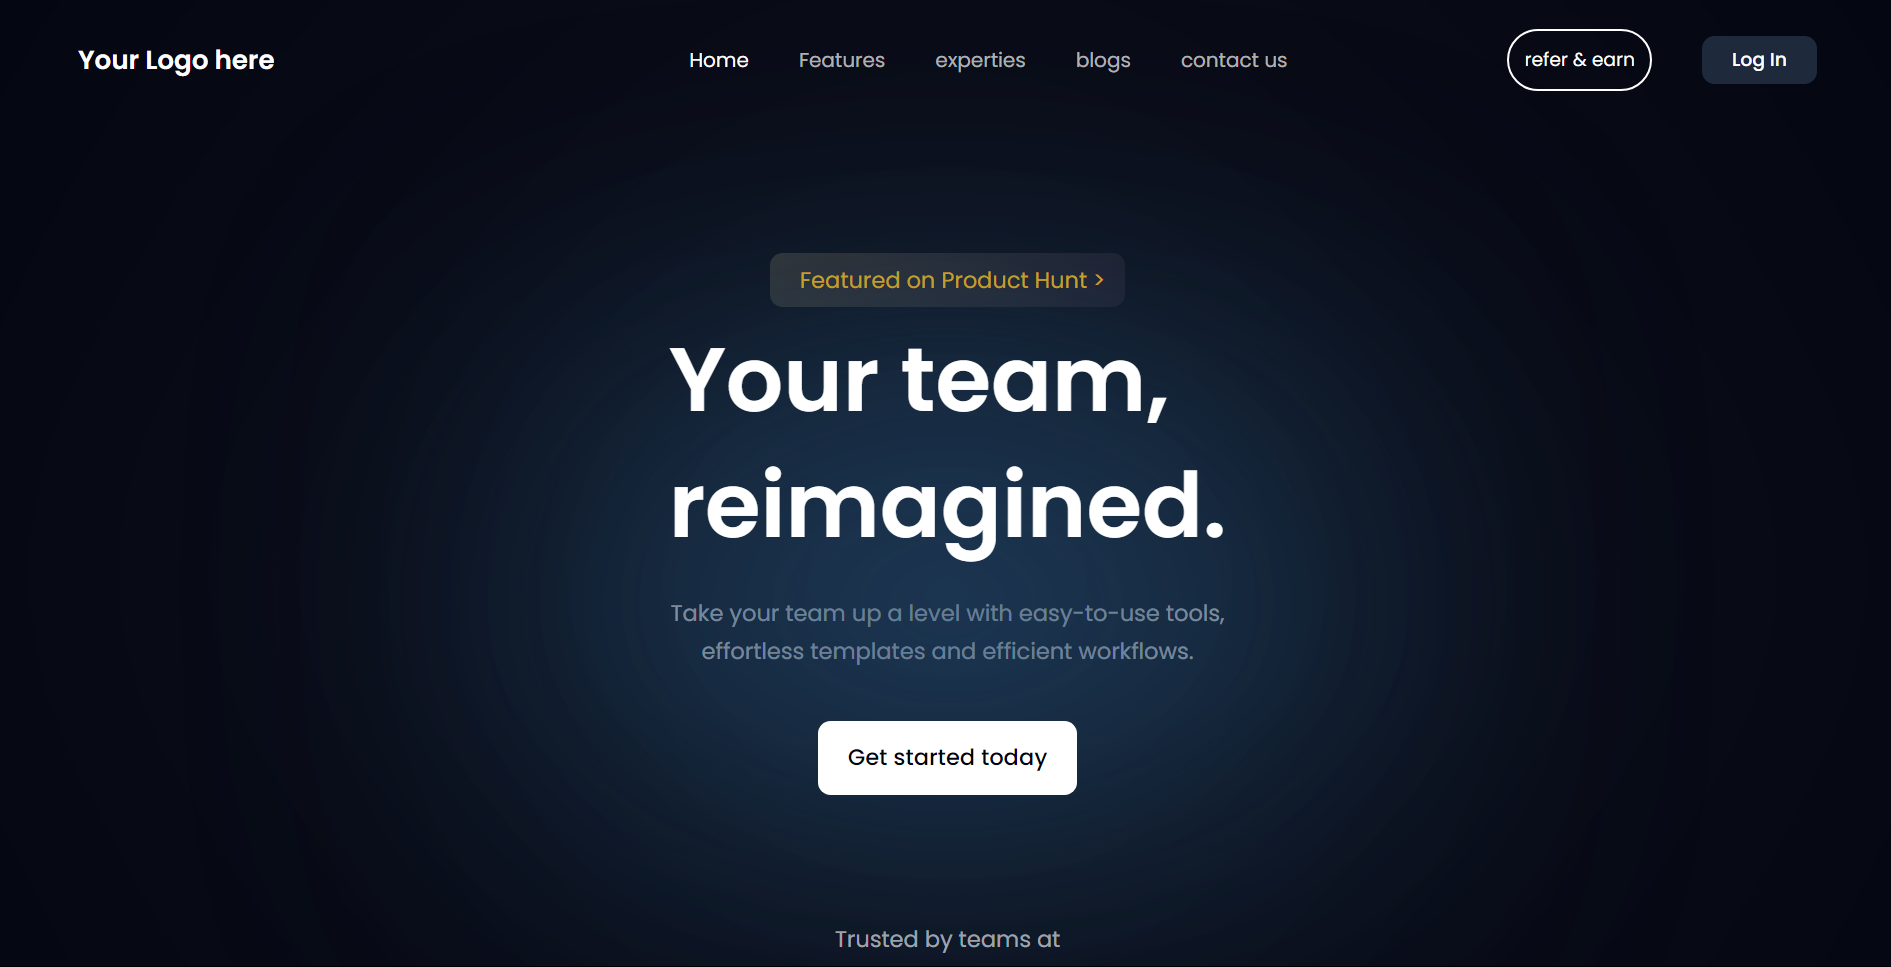 Your Logo here
Home
Features
experties
blogs
contact us
refer & earn
Log In
Featured on Product Hunt >
Your team,
reimagined.
Take your team up a level with easy-to-use tools,
effortless templates and efficient workflows.
Get started today
Trusted by teams at